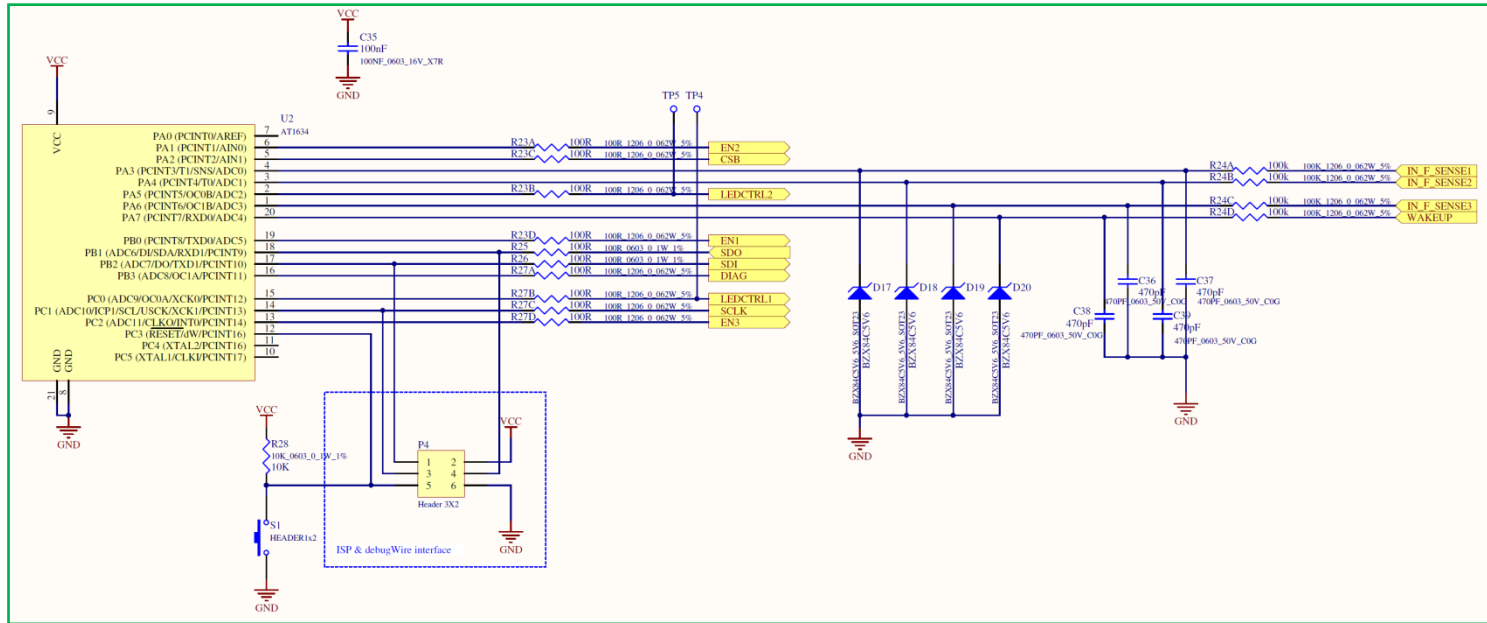 VCC
C35
100nF
100NF_0603_16V_X7R
GND
VCC
9
VCC
U2
AT1634
TP5 TP4
PA0 (PCINT0/AREF) 7
PA1 (PCINT1/AIN0) 6 R23A 100R 100R_1206_0_062W_5% EN2
PA2 (PCINT2/AIN1) 5 R23C 100R 100R_1206_0_062W_5% CSB
PA3 (PCINT3/T1/SNS/ADC0) 4 R24A 100k 100K_1206_0_062W_5% IN_F_SENSE1
PA4 (PCINT4/T0/ADC1) 3 R24B 100k 100K_1206_0_062W_5% IN_F_SENSE2
PA5 (PCINT5/OC0B/ADC2) 2 R23B 100R 100R_1206_0_062W_5% LEDCTRL2
PA6 (PCINT6/OC1B/ADC3) 1 R24C 100k 100K_1206_0_062W_5% IN_F_SENSE3
PA7 (PCINT7/RXD0/ADC4) 20 R24D 100k 100K_1206_0_062W_5% WAKEUP
PB0 (PCINT8/TXD0/ADC5) 19 R23D 100R 100R_1206_0_062W_5% EN1
PB1 (ADC6/DI/SDA/RXD1/PCINT9) 18 R25 100R 100R_0603_0_1W_1% SDO
PB2 (ADC7/DO/TXD1/PCINT10) 17 R26 100R 100R_0603_0_1W_1% SDI
PB3 (ADC8/OC1A/PCINT11) 16 R27A 100R 100R_1206_0_062W_5% DIAG
PC0 (ADC9/OC0A/XCK0/PCINT12) 15 R27B 100R 100R_1206_0_062W_5% LEDCTRL1
PC1 (ADC10/ICP1/SCL/USCK/XCK1/PCINT13) 14 R27C 100R 100R_1206_0_062W_5% SCLK
PC2 (ADC11/CLKO/INT0/PCINT14) 13 R27D 100R 100R_1206_0_062W_5% EN3
PC3 (RESET/dW/PCINT16) 12
PC4 (XTAL2/PCINT16) 11
PC5 (XTAL1/CLKI/PCINT17) 10
GND
GND
21
8
GND
D17 D18 D19 D20
BZX84C5V6_5V6_SOT23
BZX84C5V6
BZX84C5V6_5V6_SOT23
BZX84C5V6
BZX84C5V6_5V6_SOT23
BZX84C5V6
BZX84C5V6_5V6_SOT23
BZX84C5V6
GND
C36
470pF
470PF_0603_50V_C0G
C37
470pF
470PF_0603_50V_C0G
C38
470pF
470PF_0603_50V_C0G
C39
470pF
470PF_0603_50V_C0G
GND
VCC
R28
10K_0603_0_1W_1%
10K
S1
HEADER1x2
GND
VCC
P4
1 2
3 4
5 6
Header 3X2
GND
ISP & debugWire interface